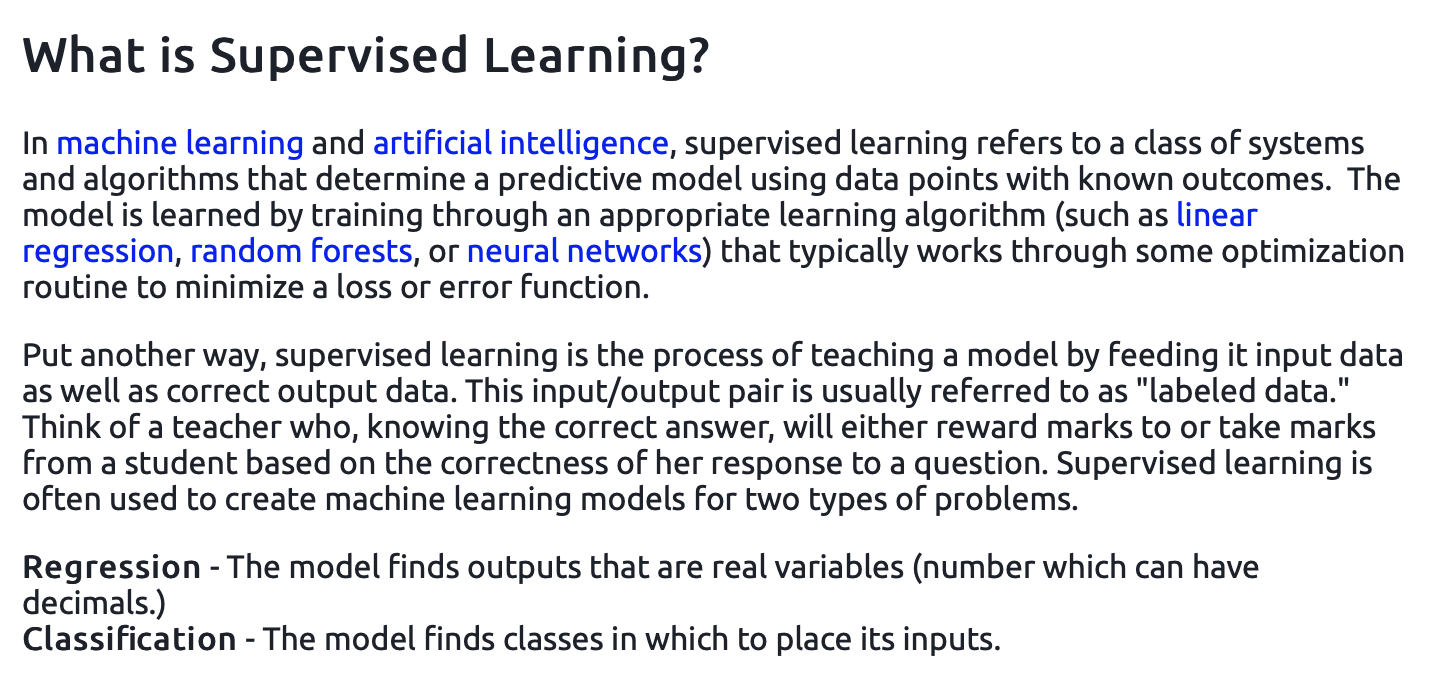 What is Supervised Learning?
In machine learning and artificial intelligence, supervised learning refers to a class of systems
and algorithms that determine a predictive model using data points with known outcomes.  The
model is learned by training through an appropriate learning algorithm (such as linear
regression, random forests, or neural networks) that typically works through some optimization
routine to minimize a loss or error function.
Put another way, supervised learning is the process of teaching a model by feeding it input data
as well as correct output data. This input/output pair is usually referred to as "labeled data."
Think of a teacher who, knowing the correct answer, will either reward marks to or take marks
from a student based on the correctness of her response to a question. Supervised learning is
often used to create machine learning models for two types of problems.
Regression - The model finds outputs that are real variables (number which can have
decimals.)
Classification - The model finds classes in which to place its inputs.